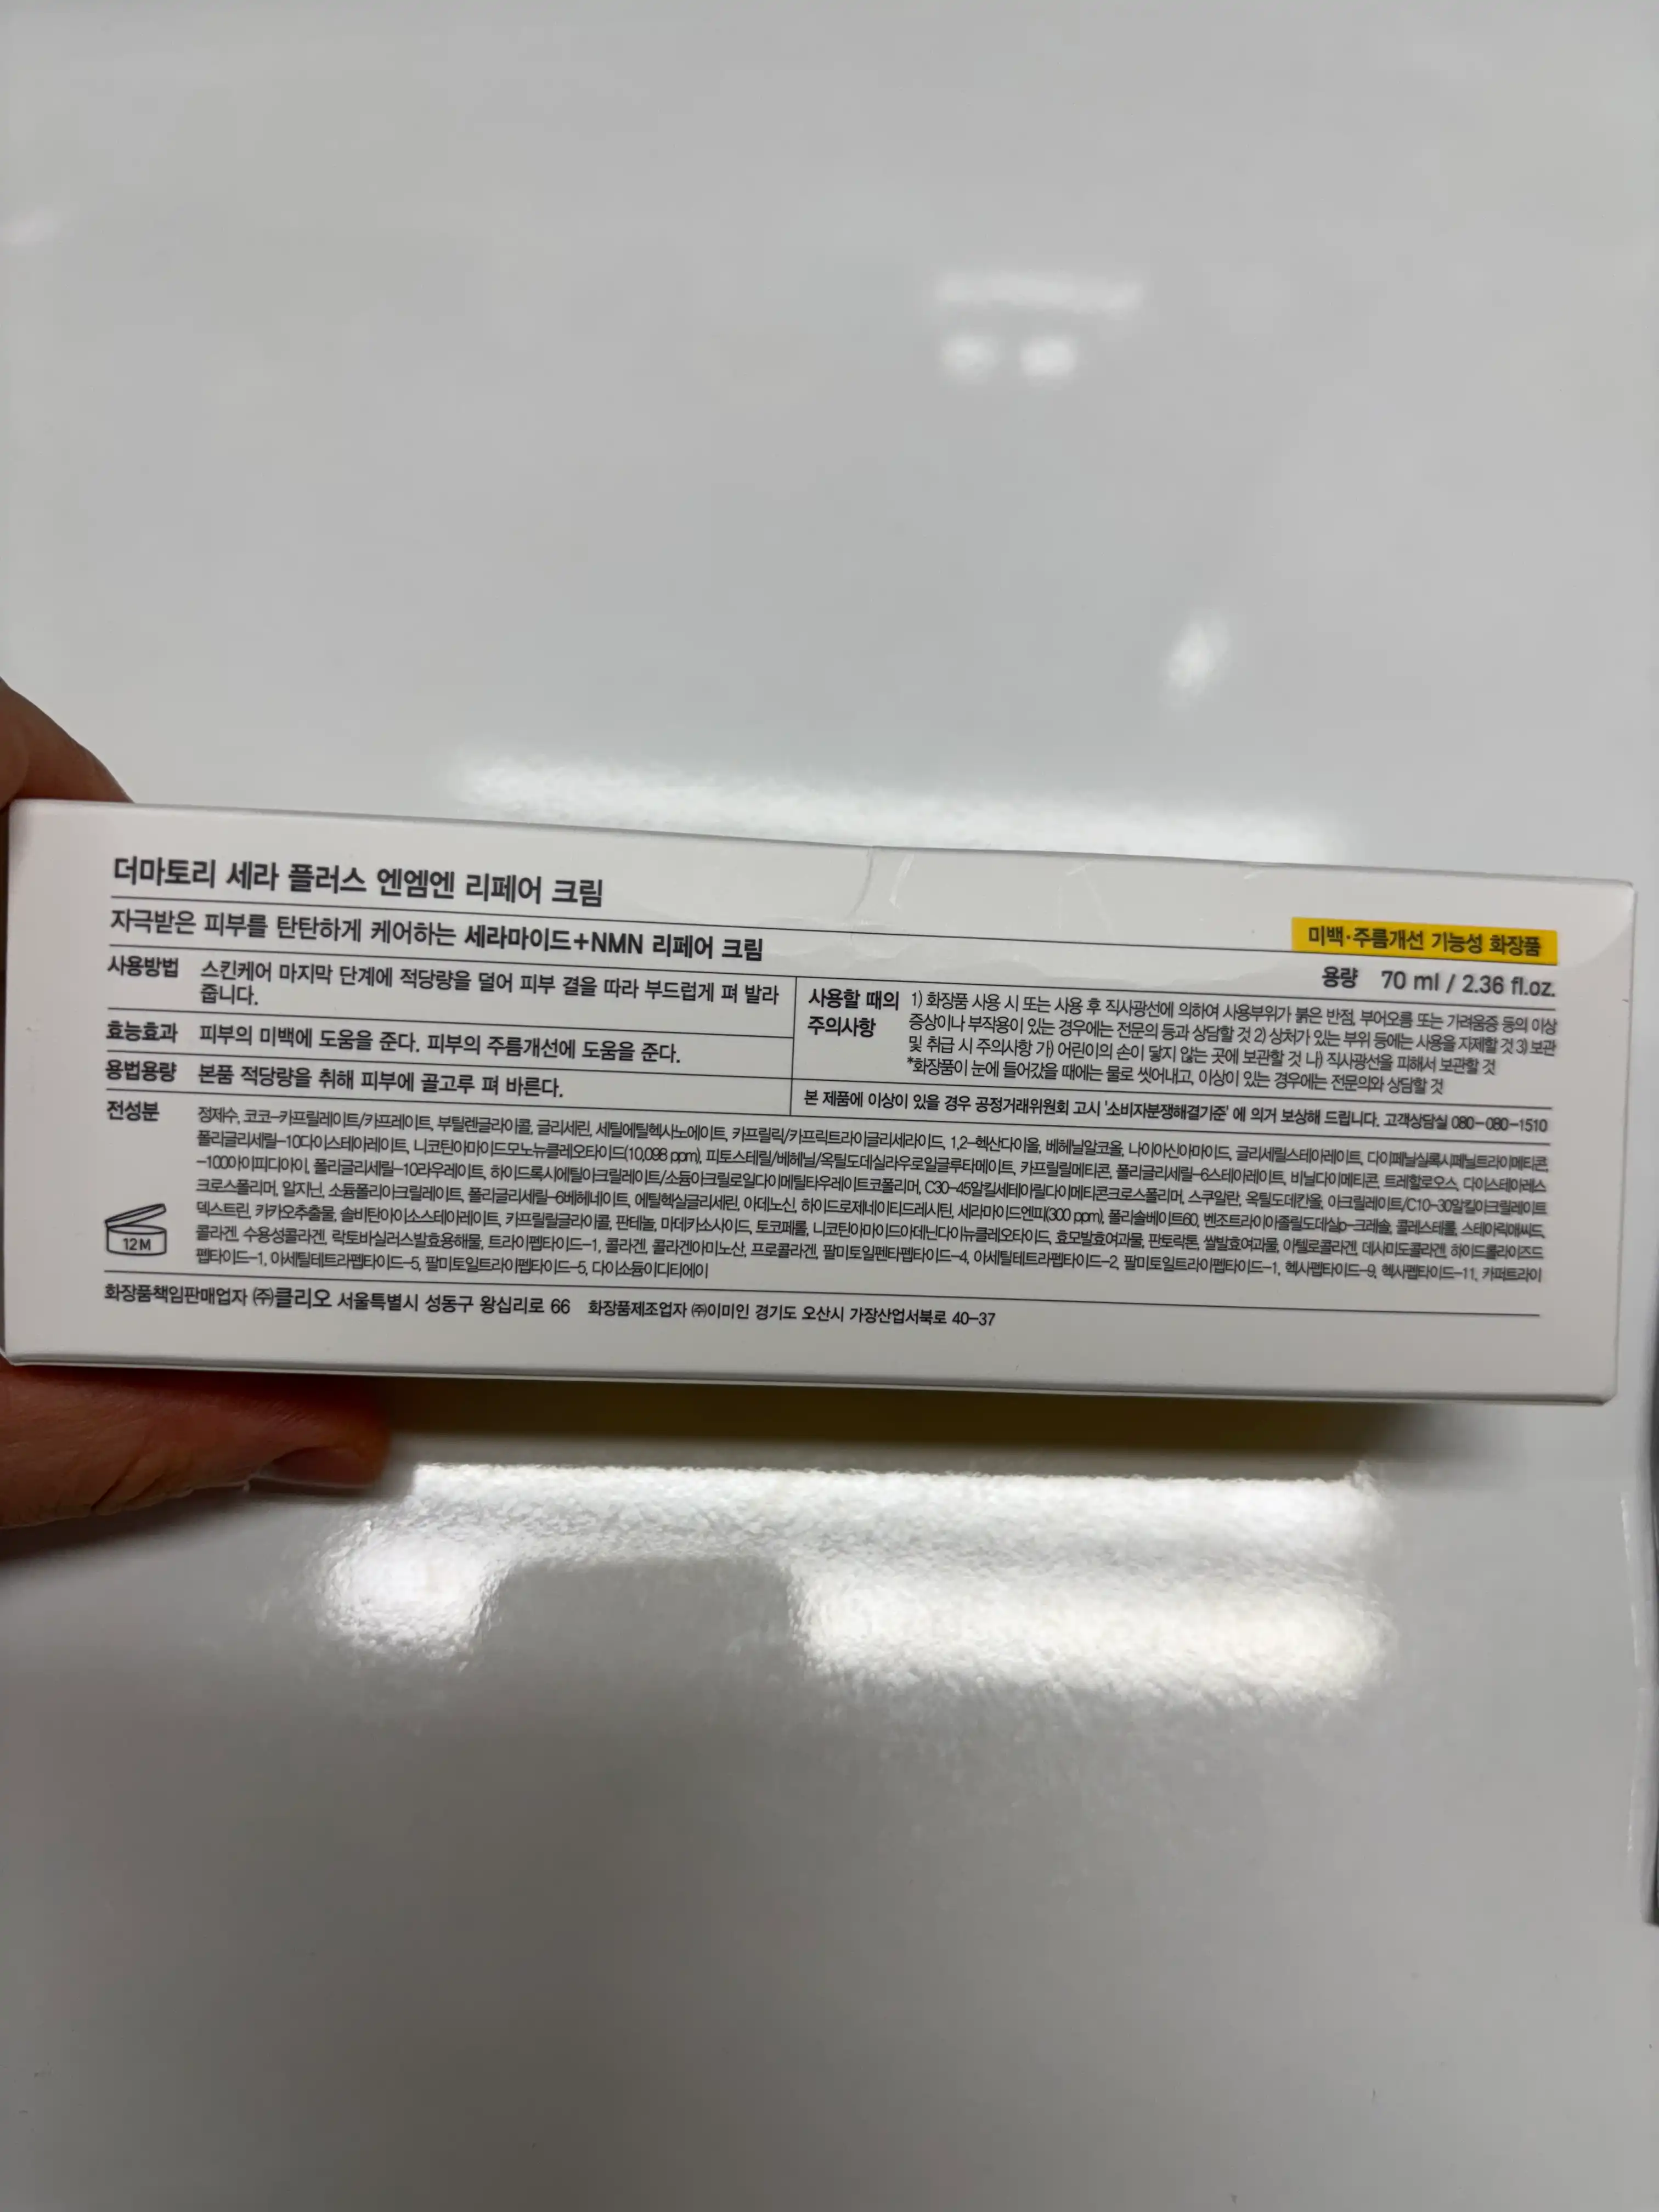 더마토리 세라 플러스 엔엠엔 리페어 크림
자극받은 피부를 탄탄하게 케어하는 세라마이드+NMN 리페어 크림
미백·주름개선 기능성 화장품
용량 70 ml / 2.36 fl.oz.
사용방법 스킨케어 마지막 단계에 적당량을 덜어 피부 결을 따라 부드럽게 펴 발라
줍니다.
효능효과 피부의 미백에 도움을 준다. 피부의 주름개선에 도움을 준다.
용법용량 본품 적당량을 취해 피부에 골고루 펴 바른다.
사용할 때의 1) 화장품 사용 시 또는 사용 후 직사광선에 의하여 사용부위가 붉은 반점, 부어오름 또는 가려움증 등의 이상
주의사항 증상이나 부작용이 있는 경우에는 전문의 등과 상담할 것 2) 상처가 있는 부위 등에는 사용을 자제할 것 3) 보관
및 취급 시 주의사항 가) 어린이의 손이 닿지 않는 곳에 보관할 것 나) 직사광선을 피해서 보관할 것
*화장품이 눈에 들어갔을 때에는 물로 씻어내고, 이상이 있는 경우에는 전문의와 상담할 것
본 제품에 이상이 있을 경우 공정거래위원회 고시 '소비자분쟁해결기준' 에 의거 보상해 드립니다. 고객상담실 080-080-1510
전성분 정제수, 코코-카프릴레이트/카프레이트, 부틸렌글라이콜, 글리세린, 세틸에틸헥사노에이트, 카프릴릭/카프릭트라이글리세라이드, 1,2-헥산다이올, 베헤닐알코올, 나이아신아마이드, 글리세릴스테아레이트, 다이페닐실록시페닐트라이메티콘,
폴리글리세릴-10다이스테아레이트, 니코틴아마이드모노뉴클레오타이드(10,098 ppm), 피토스테릴/베헤닐/옥틸도데실라우로일글루타메이트, 카프릴릴메티콘, 폴리글리세릴-6스테아레이트, 비닐다이메티콘, 트레할로오스, 다이스테아레스
-100아이피디아이, 폴리글리세릴-10라우레이트, 하이드록시에틸아크릴레이트/소듐아크릴로일다이메틸타우레이트코폴리머, C30-45알킬세테아릴다이메티콘크로스폴리머, 스쿠알란, 옥틸도데칸올, 아크릴레이트/C10-30알킬아크릴레이트
크로스폴리머, 알지닌, 소듐폴리아크릴레이트, 폴리글리세릴-6베헤네이트, 에틸헥실글리세린, 아데노신, 하이드로제네이티드레시틴, 세라마이드엔피(300 ppm), 폴리솔베이트60, 벤조트라이아졸릴도데실p-크레솔, 콜레스테롤, 스테아릭애씨드,
덱스트린, 카카오추출물, 솔비탄아이소스테아레이트, 카프릴릴글라이콜, 판테놀, 마데카소사이드, 토코페롤, 니코틴아마이드아데닌다이뉴클레오타이드, 효모발효여과물, 판토락톤, 쌀발효여과물, 아텔로콜라겐, 데사미도콜라겐, 하이드롤라이즈드
콜라겐, 수용성콜라겐, 락토바실러스발효용해물, 트라이펩타이드-1, 콜라겐, 콜라겐아미노산, 프로콜라겐, 팔미토일펜타펩타이드-4, 아세틸테트라펩타이드-2, 팔미토일트라이펩타이드-1, 헥사펩타이드-9, 헥사펩타이드-11, 카퍼트라이
펩타이드-1, 아세틸테트라펩타이드-5, 팔미토일트라이펩타이드-5, 다이소듐이디티에이
12M
화장품책임판매업자 ㈜클리오 서울특별시 성동구 왕십리로 66 화장품제조업자 ㈜이미인 경기도 오산시 가장산업서북로 40-37